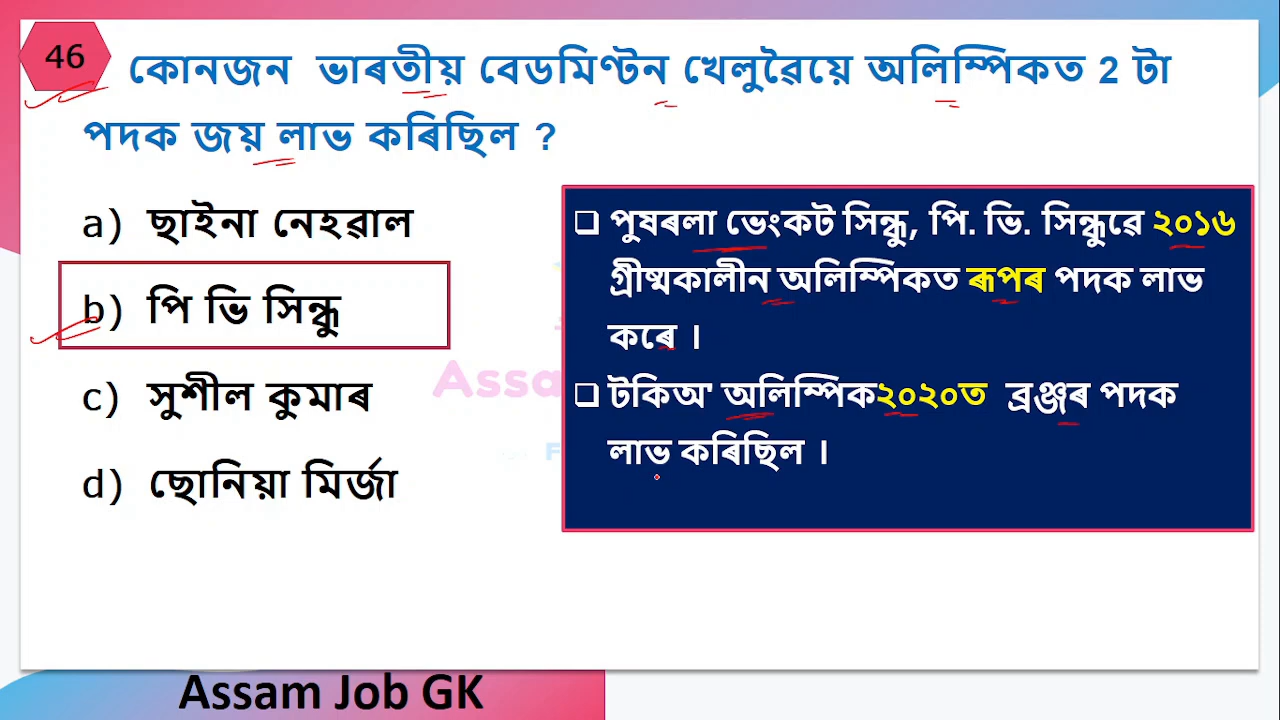 46
কোনজন ভাৰতীয় বেডমিণ্টন খেলুৱৈয়ে অলিম্পিকত 2 টা
পদক জয় লাভ কৰিছিল ?
a) ছাইনা নেহৱাল
b) পি ভি সিন্ধু
c) সুশীল কুমাৰ
d) ছোনিয়া মিৰ্জা
❑ পুষৰলা ভেংকট সিন্ধু, পি. ভি. সিন্ধুৱে ২০১৬
গ্ৰীষ্মকালীন অলিম্পিকত ৰূপৰ পদক লাভ
কৰে ।
❑ টকিঅ' অলিম্পিক২০২০ত ব্ৰঞ্জৰ পদক
লাভ কৰিছিল ।
Assa
Assam Job GK